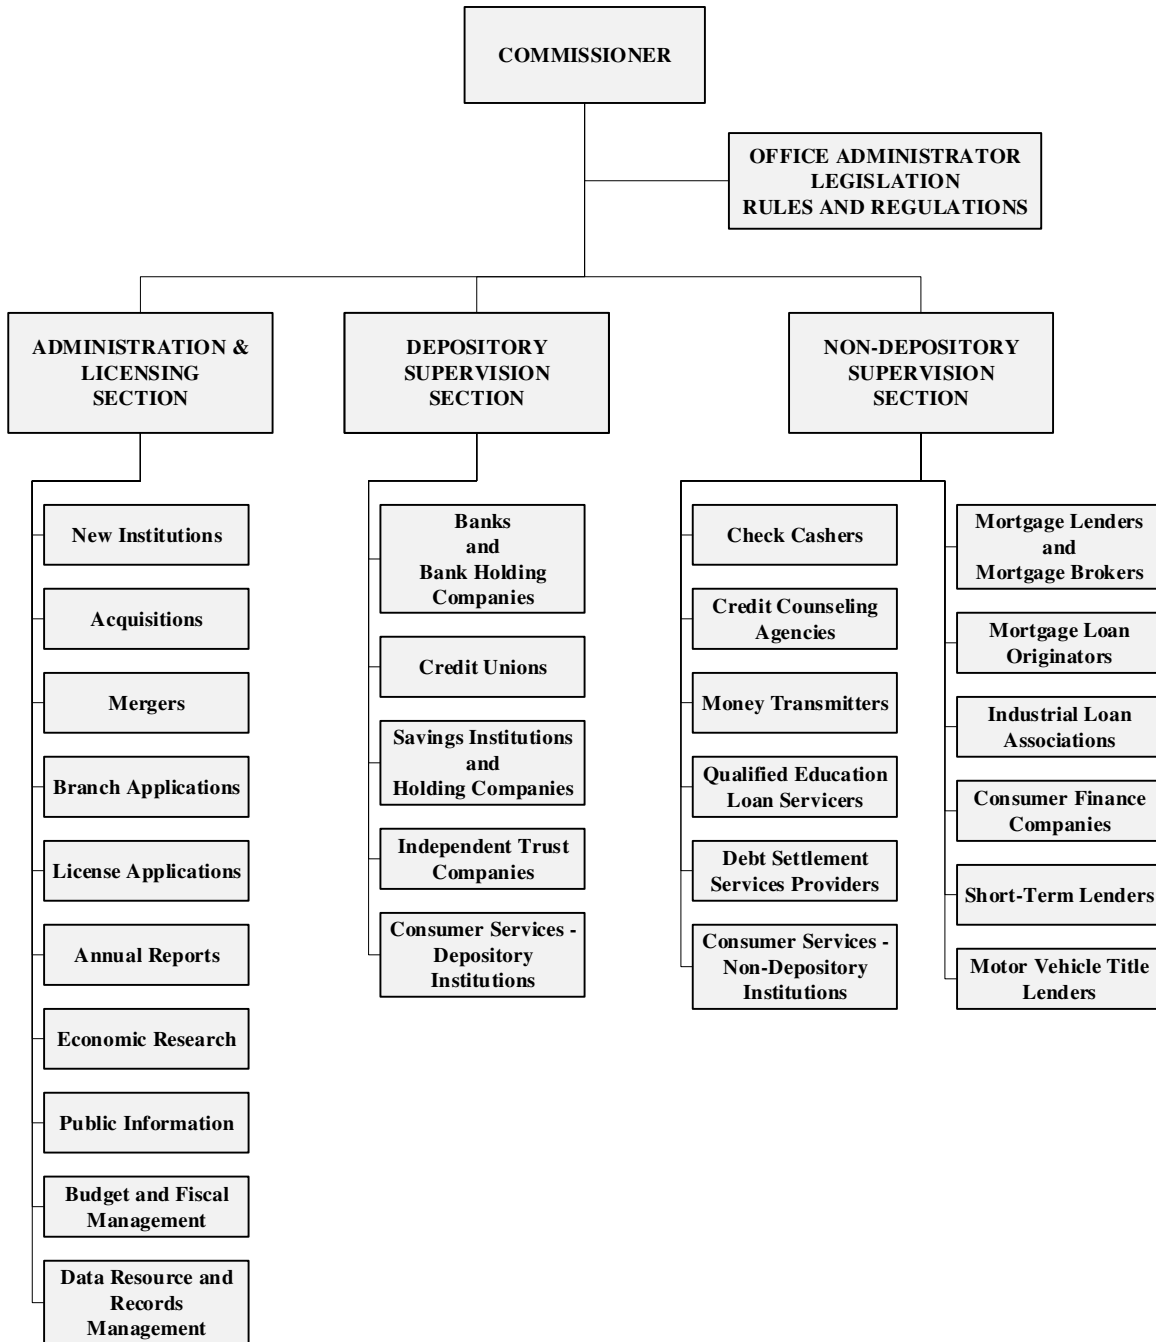 COMMISSIONER
OFFICE ADMINISTRATOR
LEGISLATION
RULES AND REGULATIONS
ADMINISTRATION &
LICENSING
SECTION
DEPOSITORY
SUPERVISION
SECTION
NON-DEPOSITORY
SUPERVISION
SECTION
New Institutions
Acquisitions
Mergers
Branch Applications
License Applications
Annual Reports
Economic Research
Public Information
Budget and Fiscal
Management
Data Resource and
Records
Management
Banks
and
Bank Holding
Companies
Credit Unions
Savings Institutions
and
Holding Companies
Independent Trust
Companies
Consumer Services -
Depository
Institutions
Check Cashers
Credit Counseling
Agencies
Money Transmitters
Qualified Education
Loan Servicers
Debt Settlement
Services Providers
Consumer Services -
Non-Depository
Institutions
Mortgage Lenders
and
Mortgage Brokers
Mortgage Loan
Originators
Industrial Loan
Associations
Consumer Finance
Companies
Short-Term Lenders
Motor Vehicle Title
Lenders